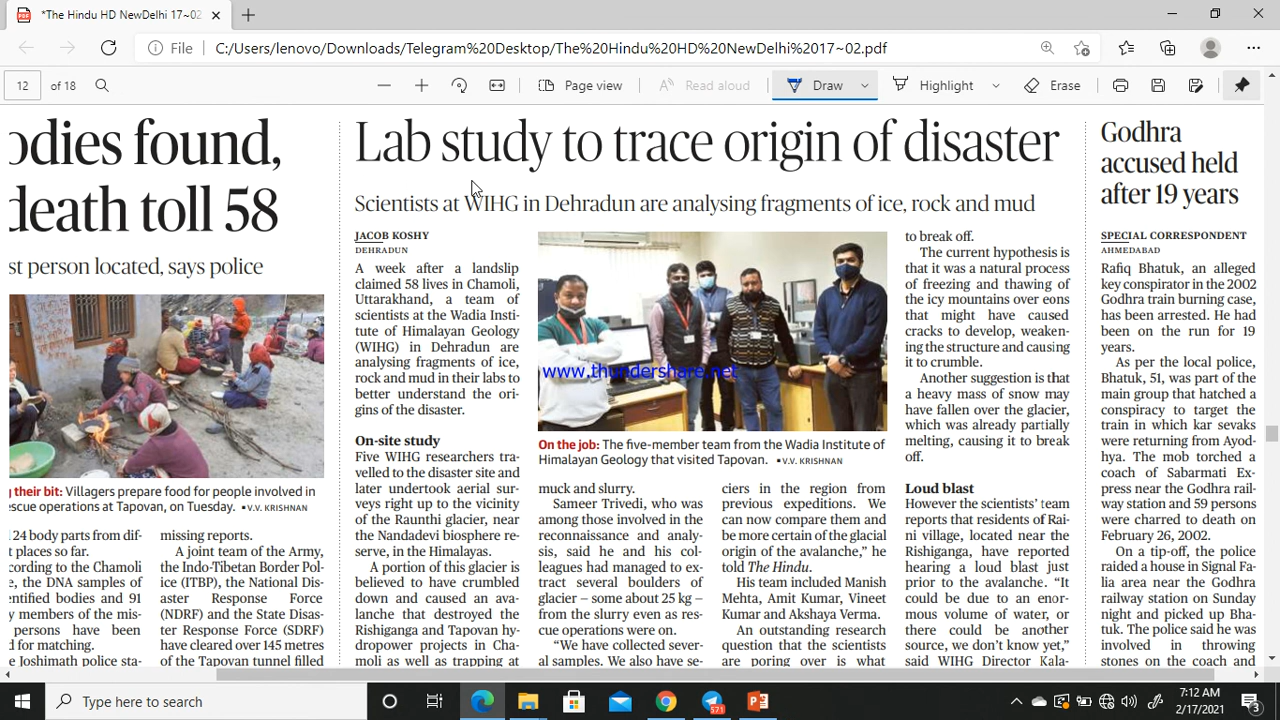 *The Hindu HD NewDelhi 17~02
File
C:/Users/lenovo/Downloads/Telegram%20Desktop/The%20Hindu%20HD%20NewDelhi%2017~02.pdf
12 of 18
Page view
Read aloud
Draw
Highlight
Erase
odies found,
death toll 58
st person located, says police
g their bit: Villagers prepare food for people involved in
escue operations at Tapovan, on Tuesday. •V.V. KRISHNAN
24 body parts from dif-
t places so far.
cording to the Chamoli
e, the DNA samples of
entified bodies and 91
y members of the mis-
persons have been
d for matching.
e Joshimath police sta-
missing reports.
A joint team of the Army,
the Indo-Tibetan Border Pol-
ice (ITBP), the National Dis-
aster Response Force
(NDRF) and the State Disas-
ter Response Force (SDRF)
have cleared over 145 metres
of the Tapovan tunnel filled
Lab study to trace origin of disaster
Scientists at WIHG in Dehradun are analysing fragments of ice, rock and mud
JACOB KOSHY
DEHRADUN
A week after a landslip
claimed 58 lives in Chamoli,
Uttarakhand, a team of
scientists at the Wadia Insti-
tute of Himalayan Geology
(WIHG) in Dehradun are
analysing fragments of ice,
rock and mud in their labs to
better understand the ori-
gins of the disaster.
On-site study
Five WIHG researchers tra-
velled to the disaster site and
later undertook aerial sur-
veys right up to the vicinity
of the Raunthi glacier, near
the Nandadevi biosphere re-
serve, in the Himalayas.
A portion of this glacier is
believed to have crumbled
down and caused an ava-
lanche that destroyed the
Rishiganga and Tapovan hy-
dropower projects in Cha-
moli as well as trapping at
www.thundershare.net
On the job: The five-member team from the Wadia Institute of
Himalayan Geology that visited Tapovan. •V.V. KRISHNAN
muck and slurry.
Sameer Trivedi, who was
among those involved in the
reconnaissance and analy-
sis, said he and his col-
leagues had managed to ex-
tract several boulders of
glacier – some about 25 kg –
from the slurry even as res-
cue operations were on.
“We have collected sever-
al samples. We also have se-
ciers in the region from
previous expeditions. We
can now compare them and
be more certain of the glacial
origin of the avalanche,” he
told The Hindu.
His team included Manish
Mehta, Amit Kumar, Vineet
Kumar and Akshaya Verma.
An outstanding research
question that the scientists
are poring over is what
to break off.
The current hypothesis is
that it was a natural process
of freezing and thawing of
the icy mountains over eons
that might have caused
cracks to develop, weaken-
ing the structure and causing
it to crumble.
Another suggestion is that
a heavy mass of snow may
have fallen over the glacier,
which was already partially
melting, causing it to break
off.
Loud blast
However the scientists’ team
reports that residents of Rai-
ni village, located near the
Rishiganga, have reported
hearing a loud blast just
prior to the avalanche. “It
could be due to an enor-
mous volume of water, or
there could be another
source, we don’t know yet,”
said WIHG Director Kala-
Godhra
accused held
after 19 years
SPECIAL CORRESPONDENT
AHMEDABAD
Rafiq Bhatuk, an alleged
key conspirator in the 2002
Godhra train burning case,
has been arrested. He had
been on the run for 19
years.
As per the local police,
Bhatuk, 51, was part of the
main group that hatched a
conspiracy to target the
train in which kar sevaks
were returning from Ayod-
hya. The mob torched a
coach of Sabarmati Ex-
press near the Godhra rail-
way station and 59 persons
were charred to death on
February 26, 2002.
On a tip-off, the police
raided a house in Signal Fa-
lia area near the Godhra
railway station on Sunday
night and picked up Bha-
tuk. The police said he was
involved in throwing
stones on the coach and
Type here to search
571
7:12 AM
2/17/2021
3